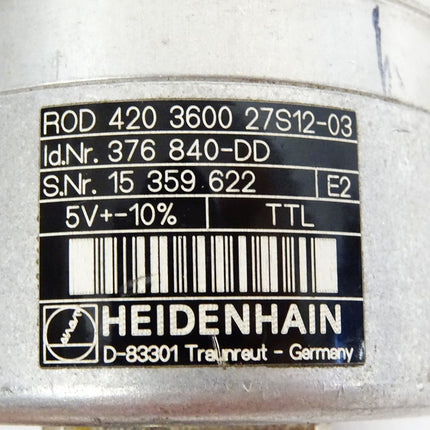 ROD 420 3600 27S12-03
Id.Nr. 376 840-DD
S.Nr. 15 359 622 E2
5V+-10% TTL
HEIDENHAIN
D-83301 Traunreut - Germany